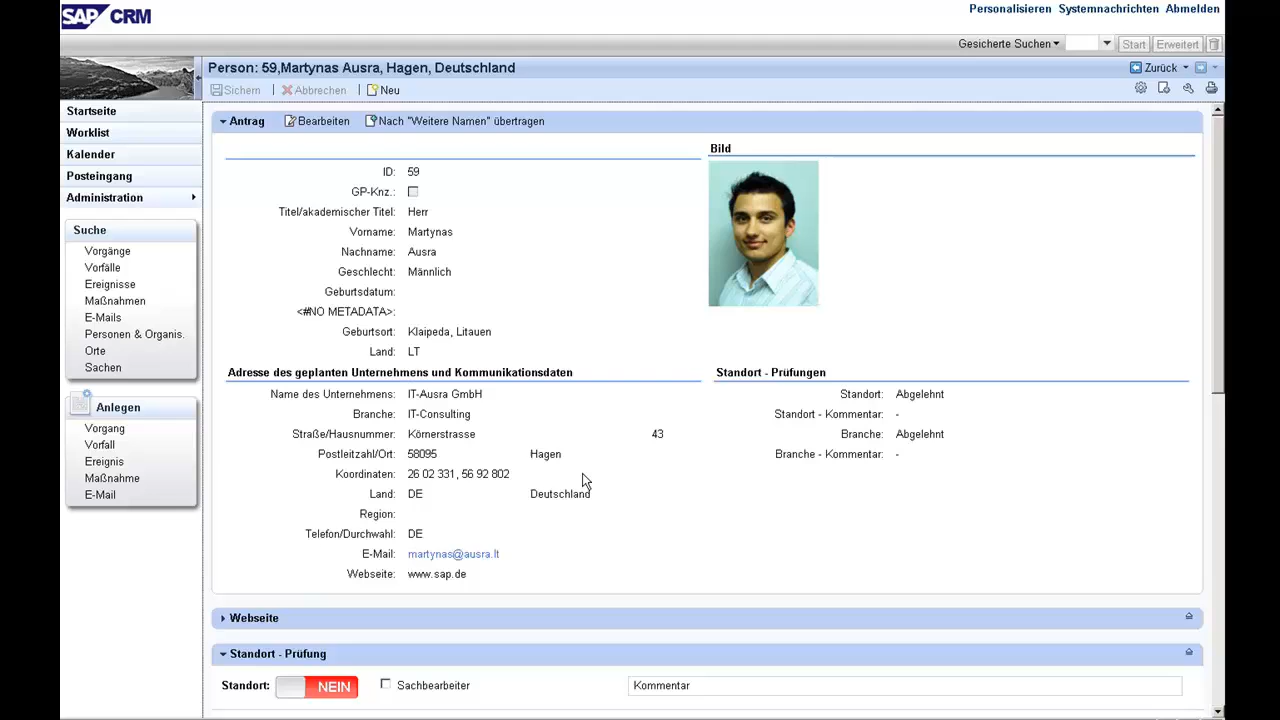 SAP CRM
Personalisieren Systemnachrichten Abmelden
Gesicherte Suchen Start Erweitert
Person: 59,Martynas Ausra, Hagen, Deutschland
Zurück
Sichern Abbrechen Neu
Startseite
Worklist
Kalender
Posteingang
Administration
Suche
Vorgänge
Vorfälle
Ereignisse
Maßnahmen
E-Mails
Personen & Organis.
Orte
Sachen
Anlegen
Vorgang
Vorfall
Ereignis
Maßnahme
E-Mail
Antrag Bearbeiten Nach "Weitere Namen" übertragen
ID: 59
GP-Knz.:
Titel/akademischer Titel: Herr
Vorname: Martynas
Nachname: Ausra
Geschlecht: Männlich
Geburtsdatum:
<#NO METADATA>:
Geburtsort: Klaipeda, Litauen
Land: LT
Bild
Adresse des geplanten Unternehmens und Kommunikationsdaten
Name des Unternehmens: IT-Ausra GmbH
Branche: IT-Consulting
Straße/Hausnummer: Körnerstrasse 43
Postleitzahl/Ort: 58095 Hagen
Koordinaten: 26 02 331, 56 92 802
Land: DE Deutschland
Region:
Telefon/Durchwahl: DE
E-Mail: martynas@ausra.lt
Webseite: www.sap.de
Standort - Prüfungen
Standort: Abgelehnt
Standort - Kommentar: -
Branche: Abgelehnt
Branche - Kommentar: -
Webseite
Standort - Prüfung
Standort: NEIN Sachbearbeiter Kommentar